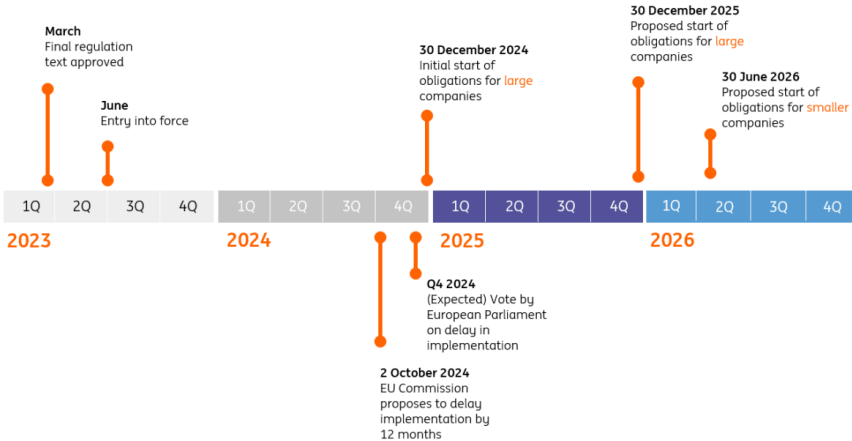 March
Final regulation
text approved
June
Entry into force
30 December 2024
Initial start of
obligations for large
companies
30 December 2025
Proposed start of
obligations for large
companies
30 June 2026
Proposed start of
obligations for smaller
companies
1Q 2Q 3Q 4Q 1Q 2Q 3Q 4Q 1Q 2Q 3Q 4Q 1Q 2Q 3Q 4Q
2023 2024 2025 2026
Q4 2024
(Expected) Vote by
European Parliament
on delay in
implementation
2 October 2024
EU Commission
proposes to delay
implementation by
12 months